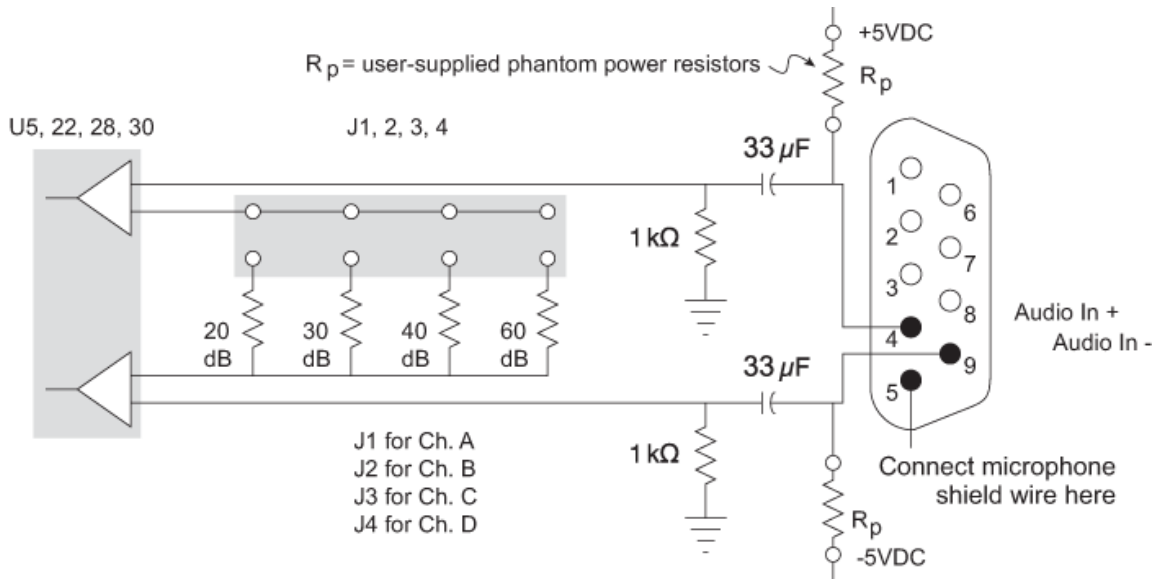 +5VDC
R p = user-supplied phantom power resistors
R p
U5, 22, 28, 30
J1, 2, 3, 4
33 µF
1
6
2
7
1 kΩ
3
8
20 dB
30 dB
40 dB
60 dB
Audio In +
4
Audio In -
9
33 µF
5
J1 for Ch. A
J2 for Ch. B
J3 for Ch. C
J4 for Ch. D
1 kΩ
Connect microphone
shield wire here
R p
-5VDC